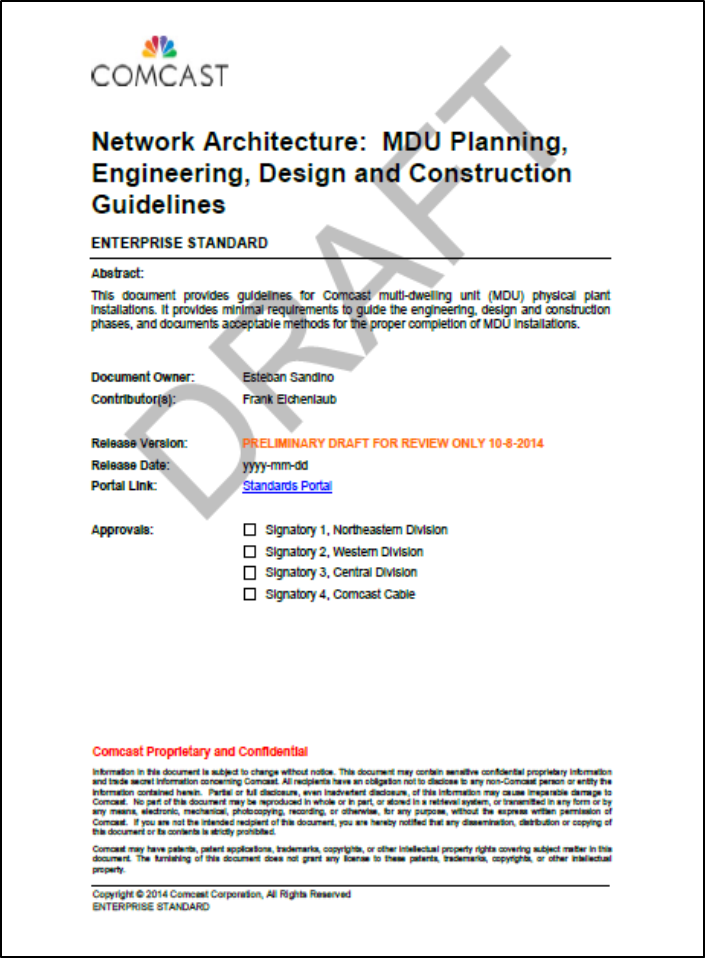 COMCAST
Network Architecture:  MDU Planning,
Engineering, Design and Construction
Guidelines
ENTERPRISE STANDARD
Abstract:
This document provides guidelines for Comcast multi-dwelling unit (MDU) physical plant
installations. It provides minimal requirements to guide the engineering, design and construction
phases, and documents acceptable methods for the proper completion of MDU installations.
Document Owner: Esteban Sandino
Contributor(s): Frank Eichenlaub
Release Version: PRELIMINARY DRAFT FOR REVIEW ONLY 10-8-2014
Release Date: yyyy-mm-dd
Portal Link: Standards Portal
Approvals: Signatory 1, Northeastern Division
Signatory 2, Western Division
Signatory 3, Central Division
Signatory 4, Comcast Cable
DRAFT
Comcast Proprietary and Confidential
Information in this document is subject to change without notice. This document may contain sensitive confidential proprietary information
and trade secret information concerning Comcast. All recipients have an obligation not to disclose to any non-Comcast person or entity the
information contained herein.  Partial or full disclosure, even inadvertent disclosure, of this information may cause irreparable damage to
Comcast.  No part of this document may be reproduced in whole or in part, or stored in a retrieval system, or transmitted in any form or by
any means, electronic, mechanical, photocopying, recording, or otherwise, for any purpose, without the express written permission of
Comcast.  If you are not the intended recipient of this document, you are hereby notified that any dissemination, distribution or copying of
this document or its contents is strictly prohibited.
Comcast may have patents, patent applications, trademarks, copyrights, or other intellectual property rights covering subject matter in this
document.  The furnishing of this document does not grant any license to these patents, trademarks, copyrights, or other intellectual
property.
Copyright © 2014 Comcast Corporation, All Rights Reserved
ENTERPRISE STANDARD